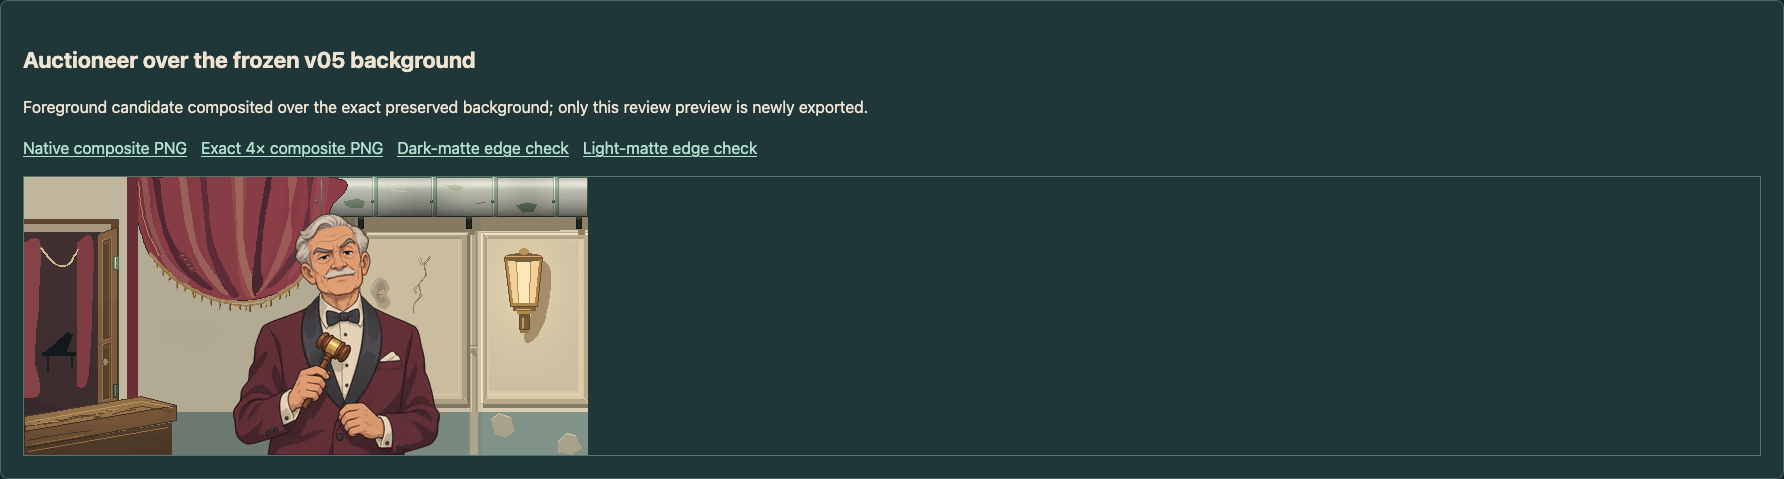 Auctioneer over the frozen v05 background
Foreground candidate composited over the exact preserved background; only this review preview is newly exported.
Native composite PNG Exact 4× composite PNG Dark-matte edge check Light-matte edge check